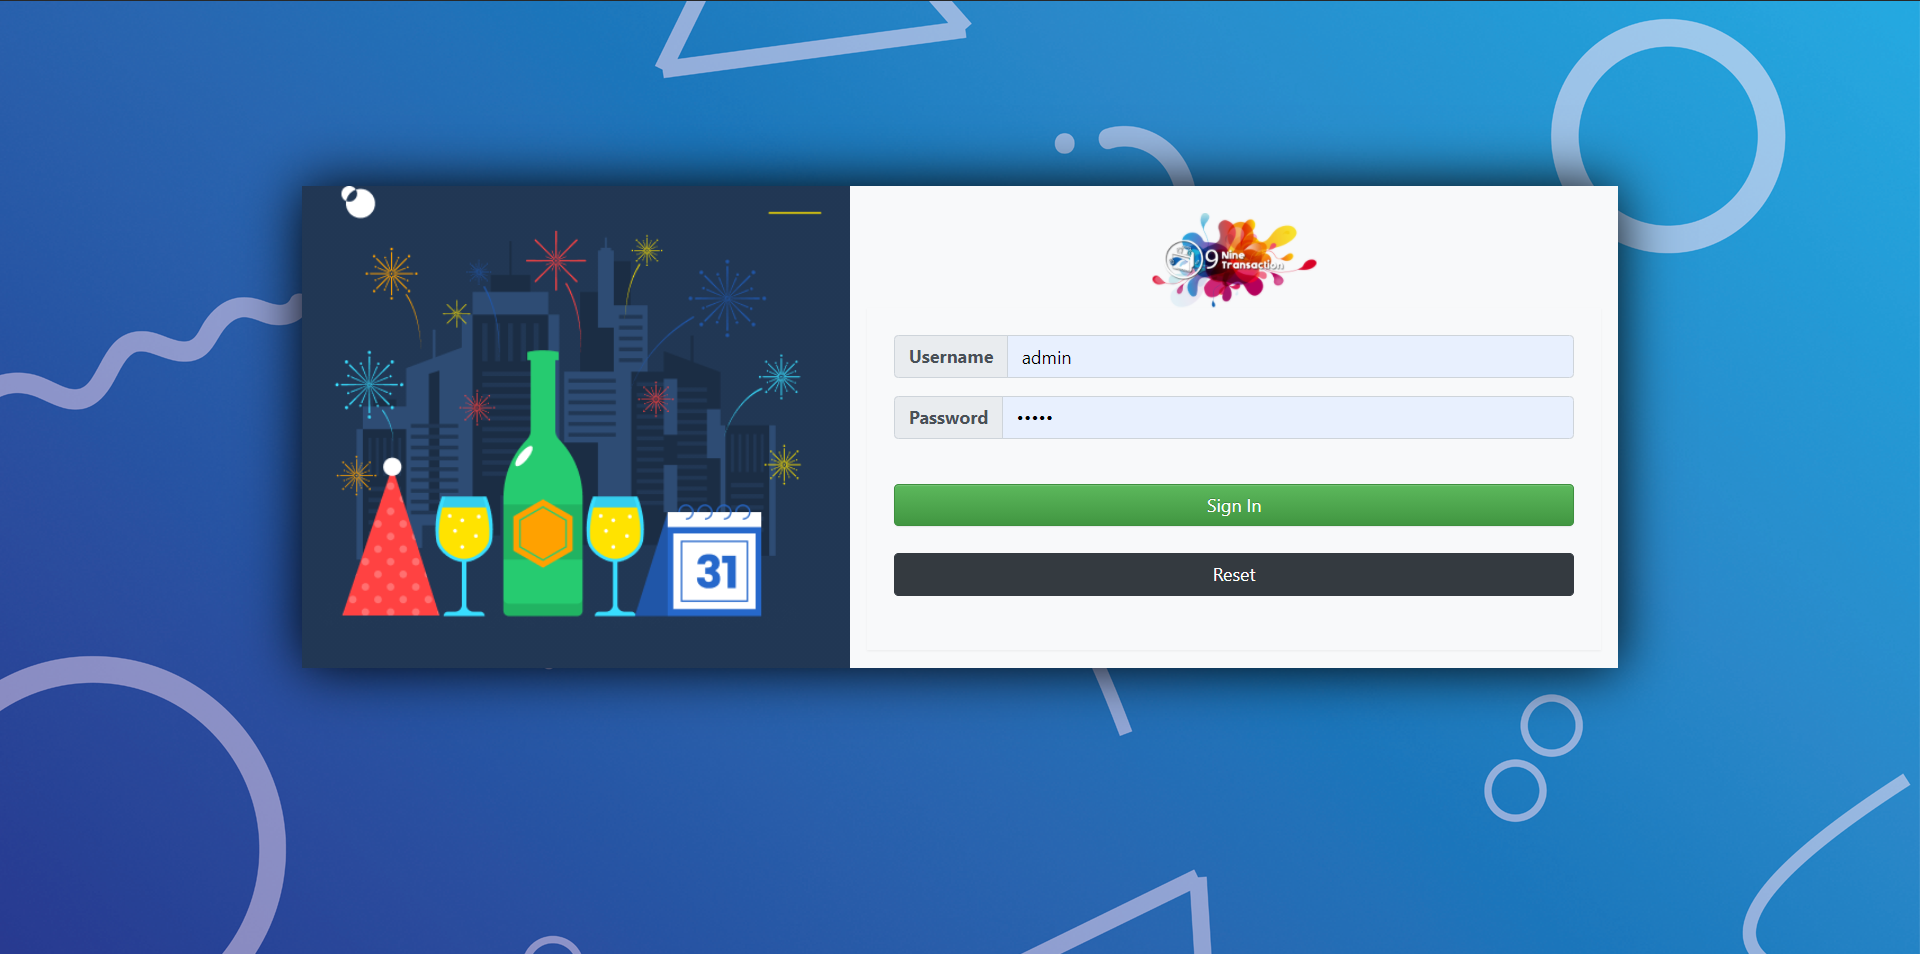 31
9 Nine
Transaction
Username
admin
Password
•••••
Sign In
Reset